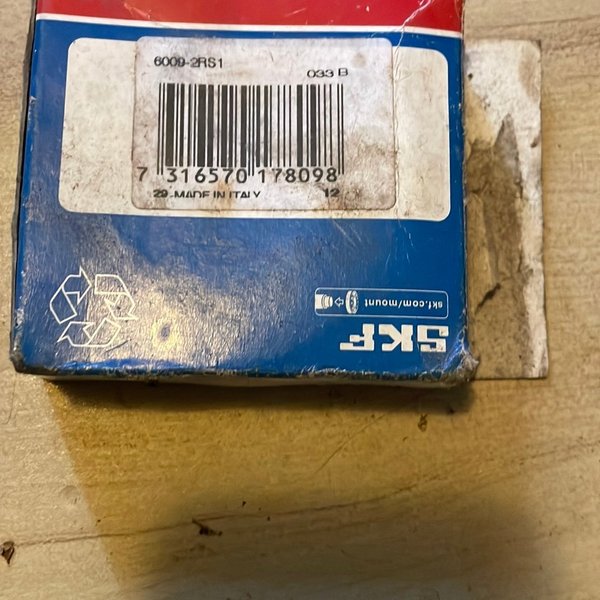 6009-2RS1
033 B
7 316570 178098
29 MADE IN ITALY 12
skf.com/mount
SKF